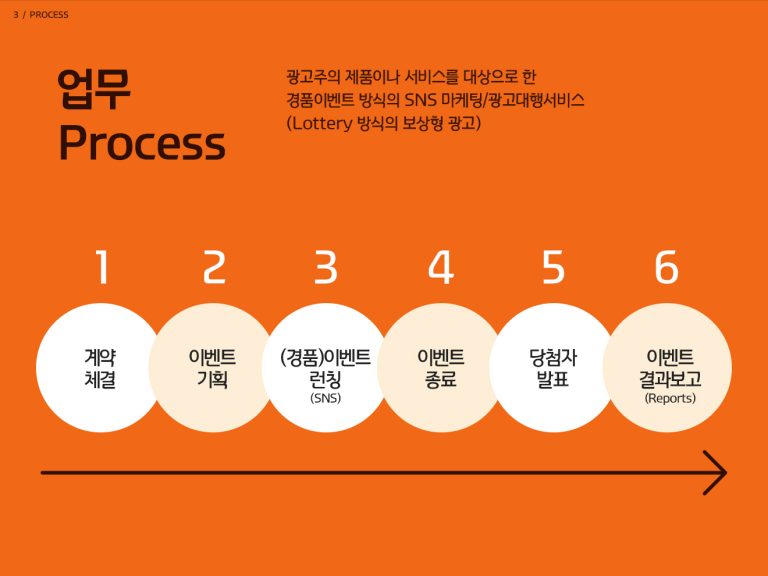 3 / PROCESS
업무
Process
광고주의 제품이나 서비스를 대상으로 한
경품이벤트 방식의 SNS 마케팅/광고대행서비스
(Lottery 방식의 보상형 광고)
1
2
3
4
5
6
계약
체결
이벤트
기획
(경품)이벤트
런칭
(SNS)
이벤트
종료
당첨자
발표
이벤트
결과보고
(Reports)